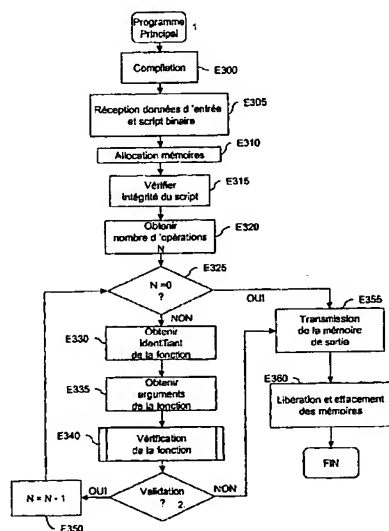 Programme
Principal
1
Compilation
E300
Réception données d'entrée
et script binaire
E305
Allocation mémoires
E310
Vérifier
Intégrité du script
E315
Obtenir
nombre d'opérations
N
E320
N =0
?
E325
OUI
NON
E330
Obtenir
identifiant
de la fonction
E335
Obtenir
arguments
de la fonction
E340
Vérification
de la fonction
Validation
? 2.
OUI
NON
N = N - 1
E350
E355
Transmission
de la mémoire
de sortie
E360
Libération et effacement
des mémoires
FIN